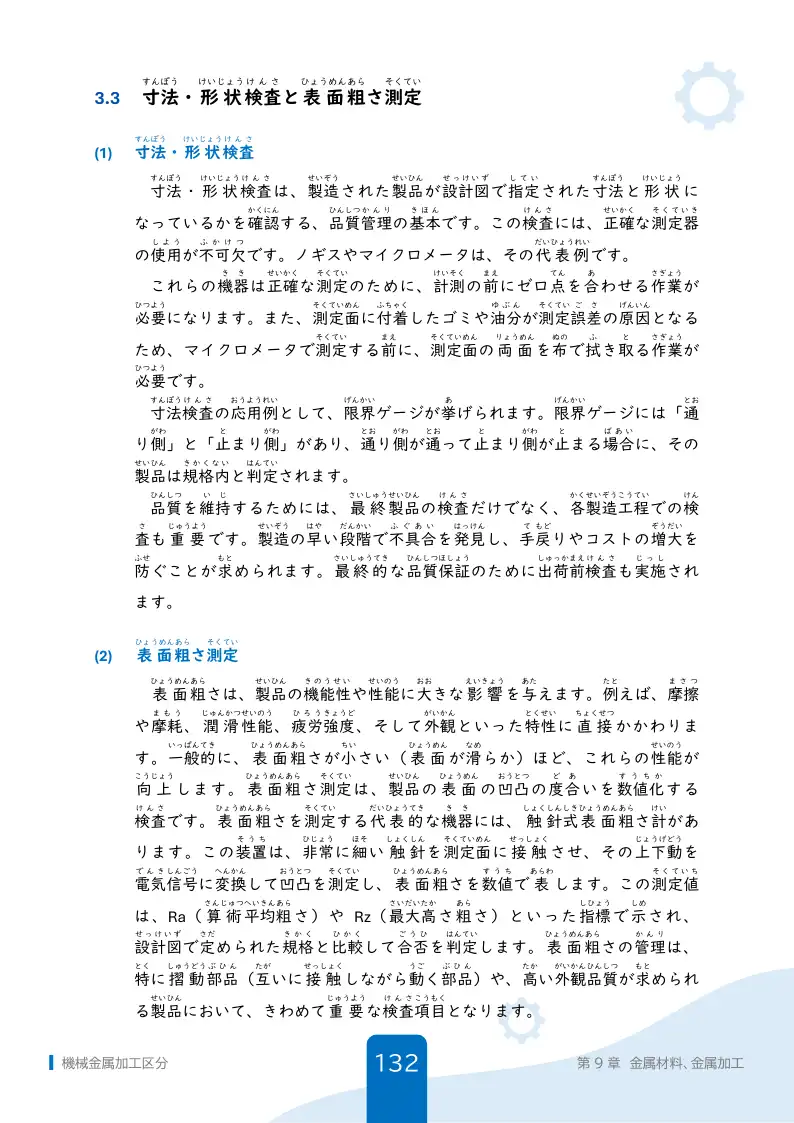 3.3 寸法・形状検査と表面粗さ測定
(1) 寸法・形状検査
寸法・形状検査は、製造された製品が設計図で指定された寸法と形状に
なっているかを確認する、品質管理の基本です。この検査には、正確な測定器
の使用が不可欠です。ノギスやマイクロメータは、その代表例です。
これらの機器は正確な測定のために、計測の前にゼロ点を合わせる作業が
必要になります。また、測定面に付着したゴミや油分が測定誤差の原因となる
ため、マイクロメータで測定する前に、測定面の両面を布で拭き取る作業が
必要です。
寸法検査の応用例として、限界ゲージが挙げられます。限界ゲージには「通
り側」と「止まり側」があり、通り側が通って止まり側が止まる場合に、その
製品は規格内と判定されます。
品質を維持するためには、最終製品の検査だけでなく、各製造工程での検
査も重要です。製造の早い段階で不具合を発見し、手戻りやコストの増大を
防ぐことが求められます。最終的な品質保証のために出荷前検査も実施され
ます。
(2) 表面粗さ測定
表面粗さは、製品の機能性や性能に大きな影響を与えます。例えば、摩擦
や摩耗、潤滑性能、疲労強度、そして外観といった特性に直接かかわりま
す。一般的に、表面粗さが小さい（表面が滑らか）ほど、これらの性能が
向上します。表面粗さ測定は、製品の表面の凹凸の度合いを数値化する
検査です。表面粗さを測定する代表的な機器には、触針式表面粗さ計があ
ります。この装置は、非常に細い触針を測定面に接触させ、その上下動を
電気信号に変換して凹凸を測定し、表面粗さを数値で表します。この測定値
は、Ra（算術平均粗さ）や Rz（最大高さ粗さ）といった指標で示され、
設計図で定められた規格と比較して合否を判定します。表面粗さの管理は、
特に摺動部品（互いに接触しながら動く部品）や、高い外観品質が求められ
る製品において、きわめて重要な検査項目となります。
機械金属加工区分
132
第 9 章 金属材料、金属加工